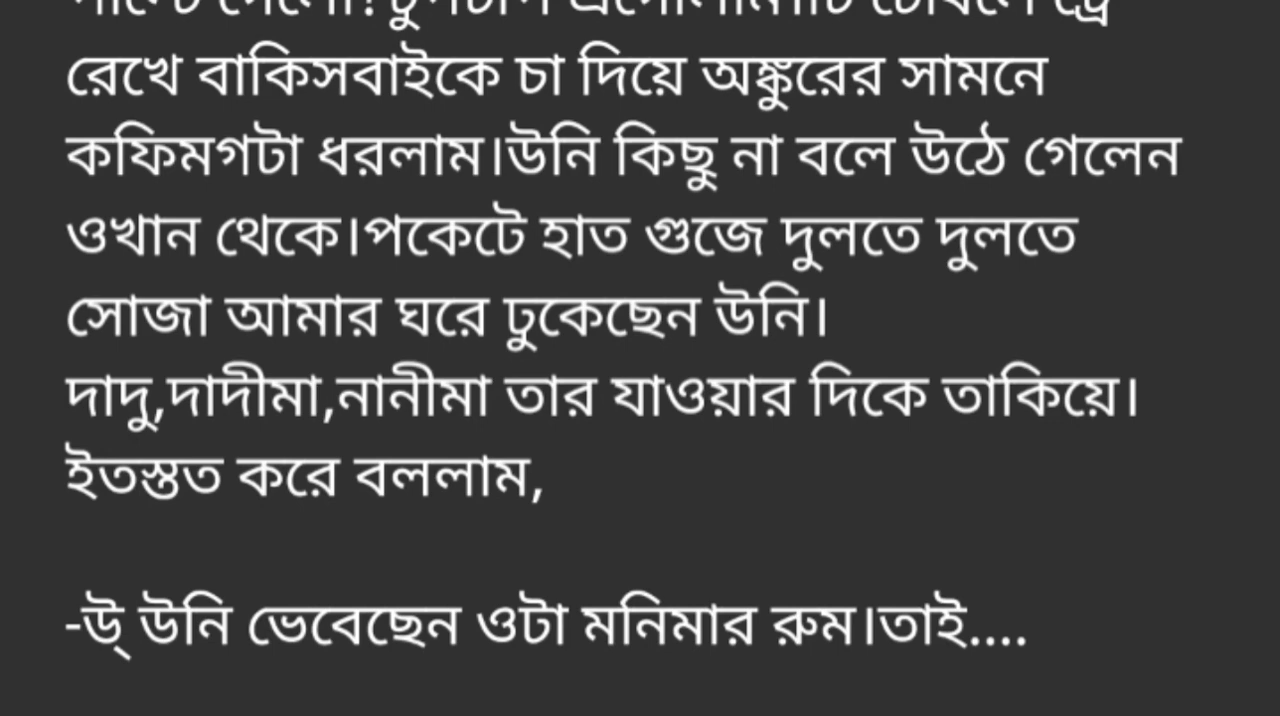 রেখে বাকিসবাইকে চা দিয়ে অঙ্কুরের সামনে
কফিমগটা ধরলাম।উনি কিছু না বলে উঠে গেলেন
ওখান থেকে।পকেটে হাত গুজে দুলতে দুলতে
সোজা আমার ঘরে ঢুকেছেন উনি।
দাদু,দাদীমা,নানীমা তার যাওয়ার দিকে তাকিয়ে।
ইতস্তত করে বললাম,
-উ্ উনি ভেবেছেন ওটা মনিমার রুম।তাই....